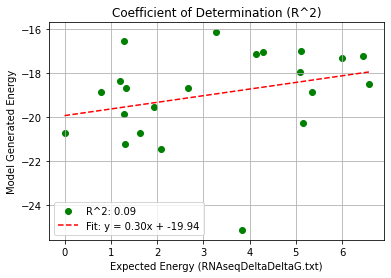 Coefficient of Determination (R^2)
Model Generated Energy
−16
−18
−20
−22
−24
R^2: 0.09
Fit: y = 0.30x + -19.94
0
1
2
3
4
5
6
Expected Energy (RNAseqDeltaDeltaG.txt)